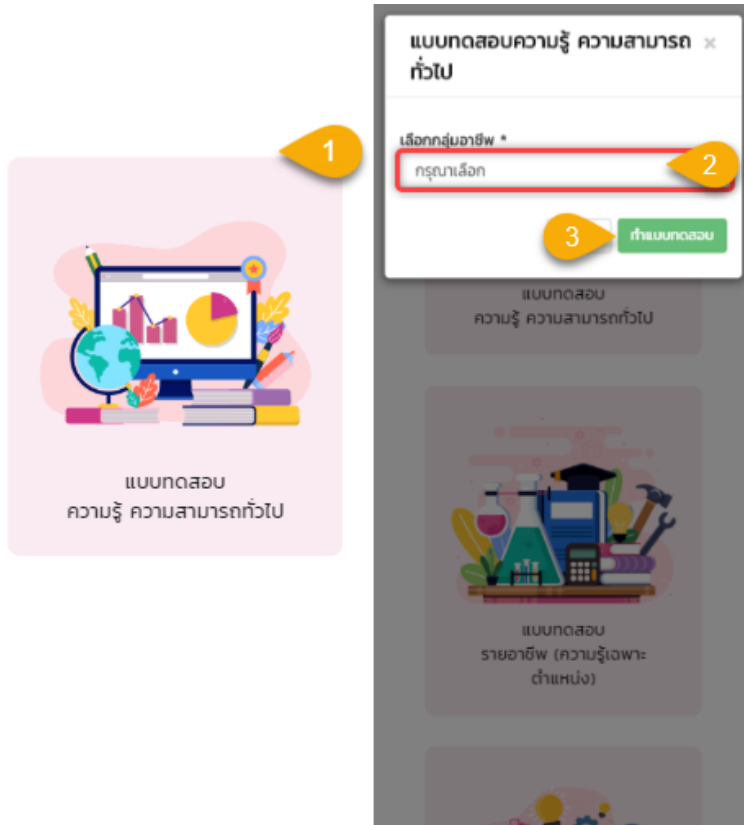 1
แบบทดสอบ
ความรู้ ความสามารถทั่วไป
แบบทดสอบความรู้ ความสามารถ ×
ทั่วไป
เลือกกลุ่มอาชีพ *
กรุณาเลือก
2
3
ทำแบบทดสอบ
แบบทดสอบ
ความรู้ ความสามารถทั่วไป
แบบทดสอบ
รายอาชีพ (ความรู้เฉพาะ
ตำแหน่ง)